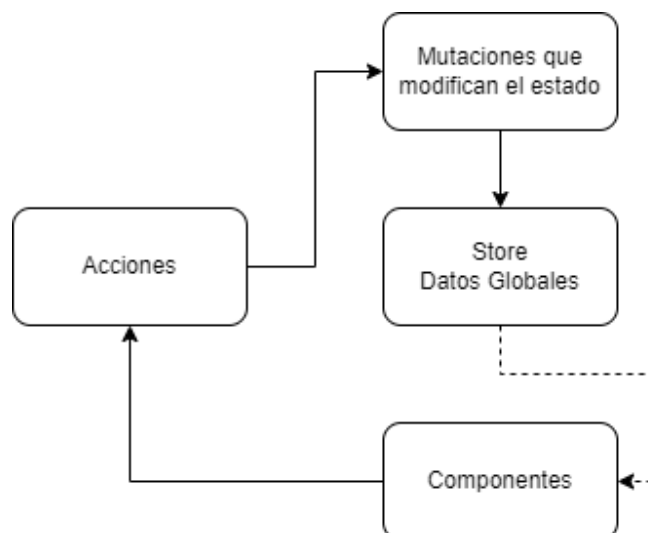 Mutaciones que
modifican el estado
Acciones
Store
Datos Globales
Componentes